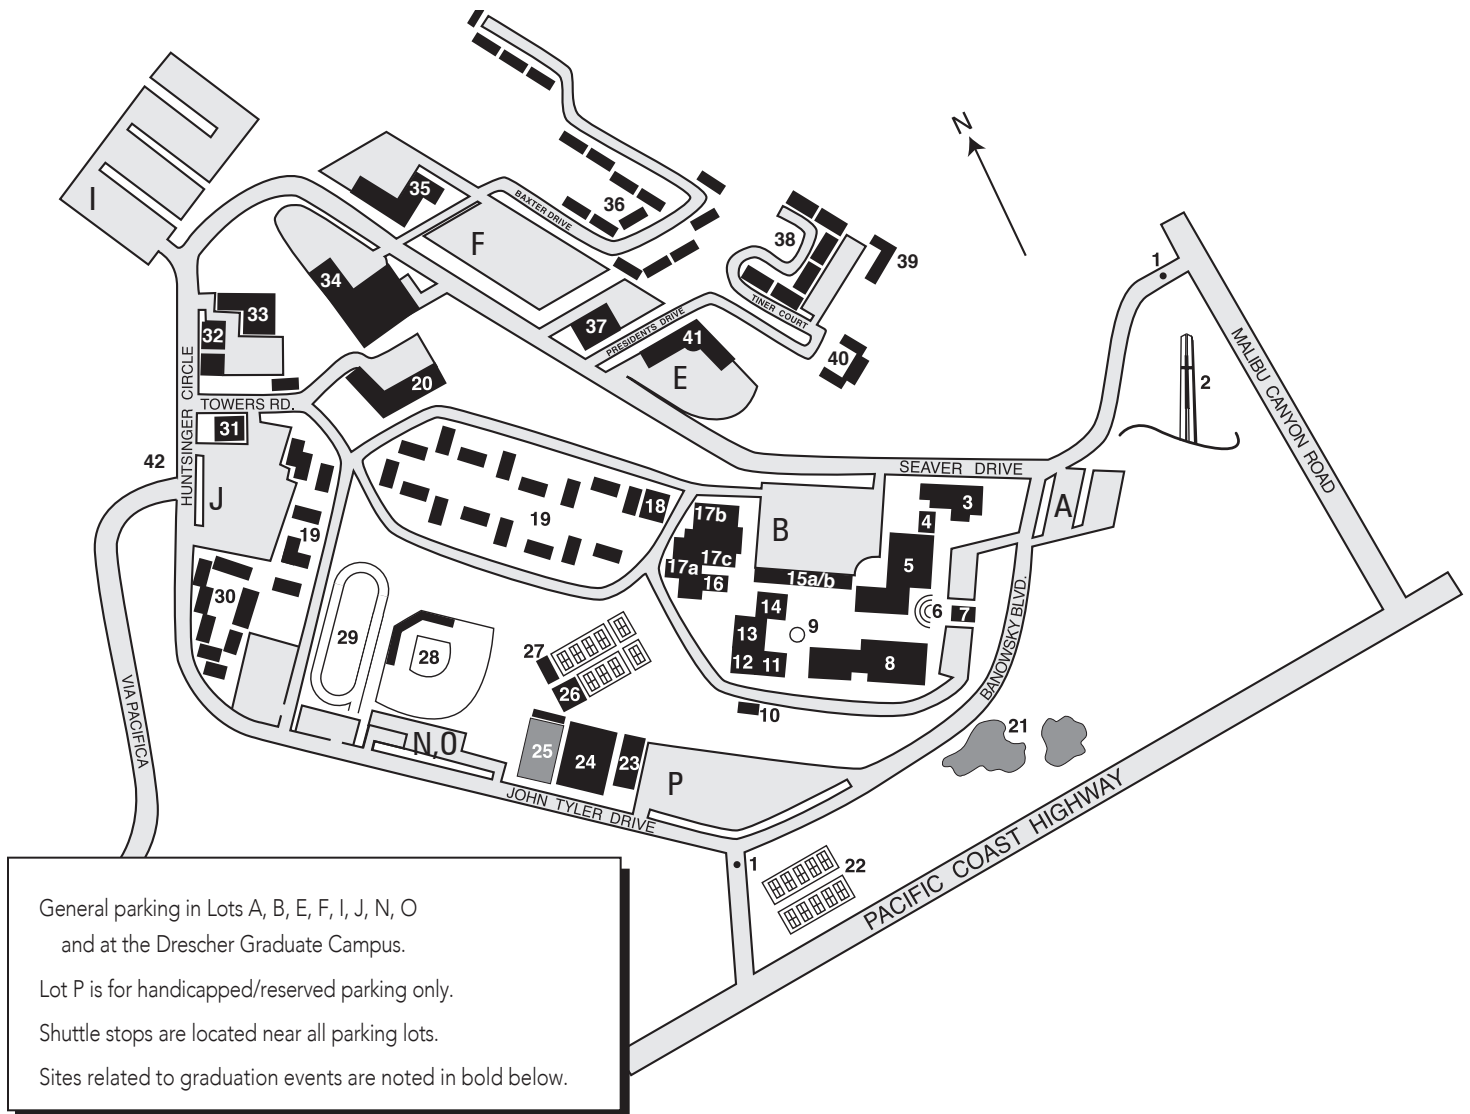 N
I
35
36
BAXTER DRIVE
F
38
39
1
34
33
32
37
PRESIDENTS DRIVE
TINER COURT
41
40
E
MALIBU CANYON ROAD
2
HUNTSINGER CIRCLE
20
TOWERS RD.
31
42
J
SEAVER DRIVE
A
3
4
18
17b
B
19
19
17c
17a
16
15a/b
5
30
14
6
7
29
13
9
28
27
12
11
8
26
10
BANOWSKY BLVD.
21
VIA PACIFICA
N,O
25
24
23
P
JOHN TYLER DRIVE
1
22
PACIFIC COAST HIGHWAY
General parking in Lots A, B, E, F, I, J, N, O
and at the Drescher Graduate Campus.
Lot P is for handicapped/reserved parking only.
Shuttle stops are located near all parking lots.
Sites related to graduation events are noted in bold below.